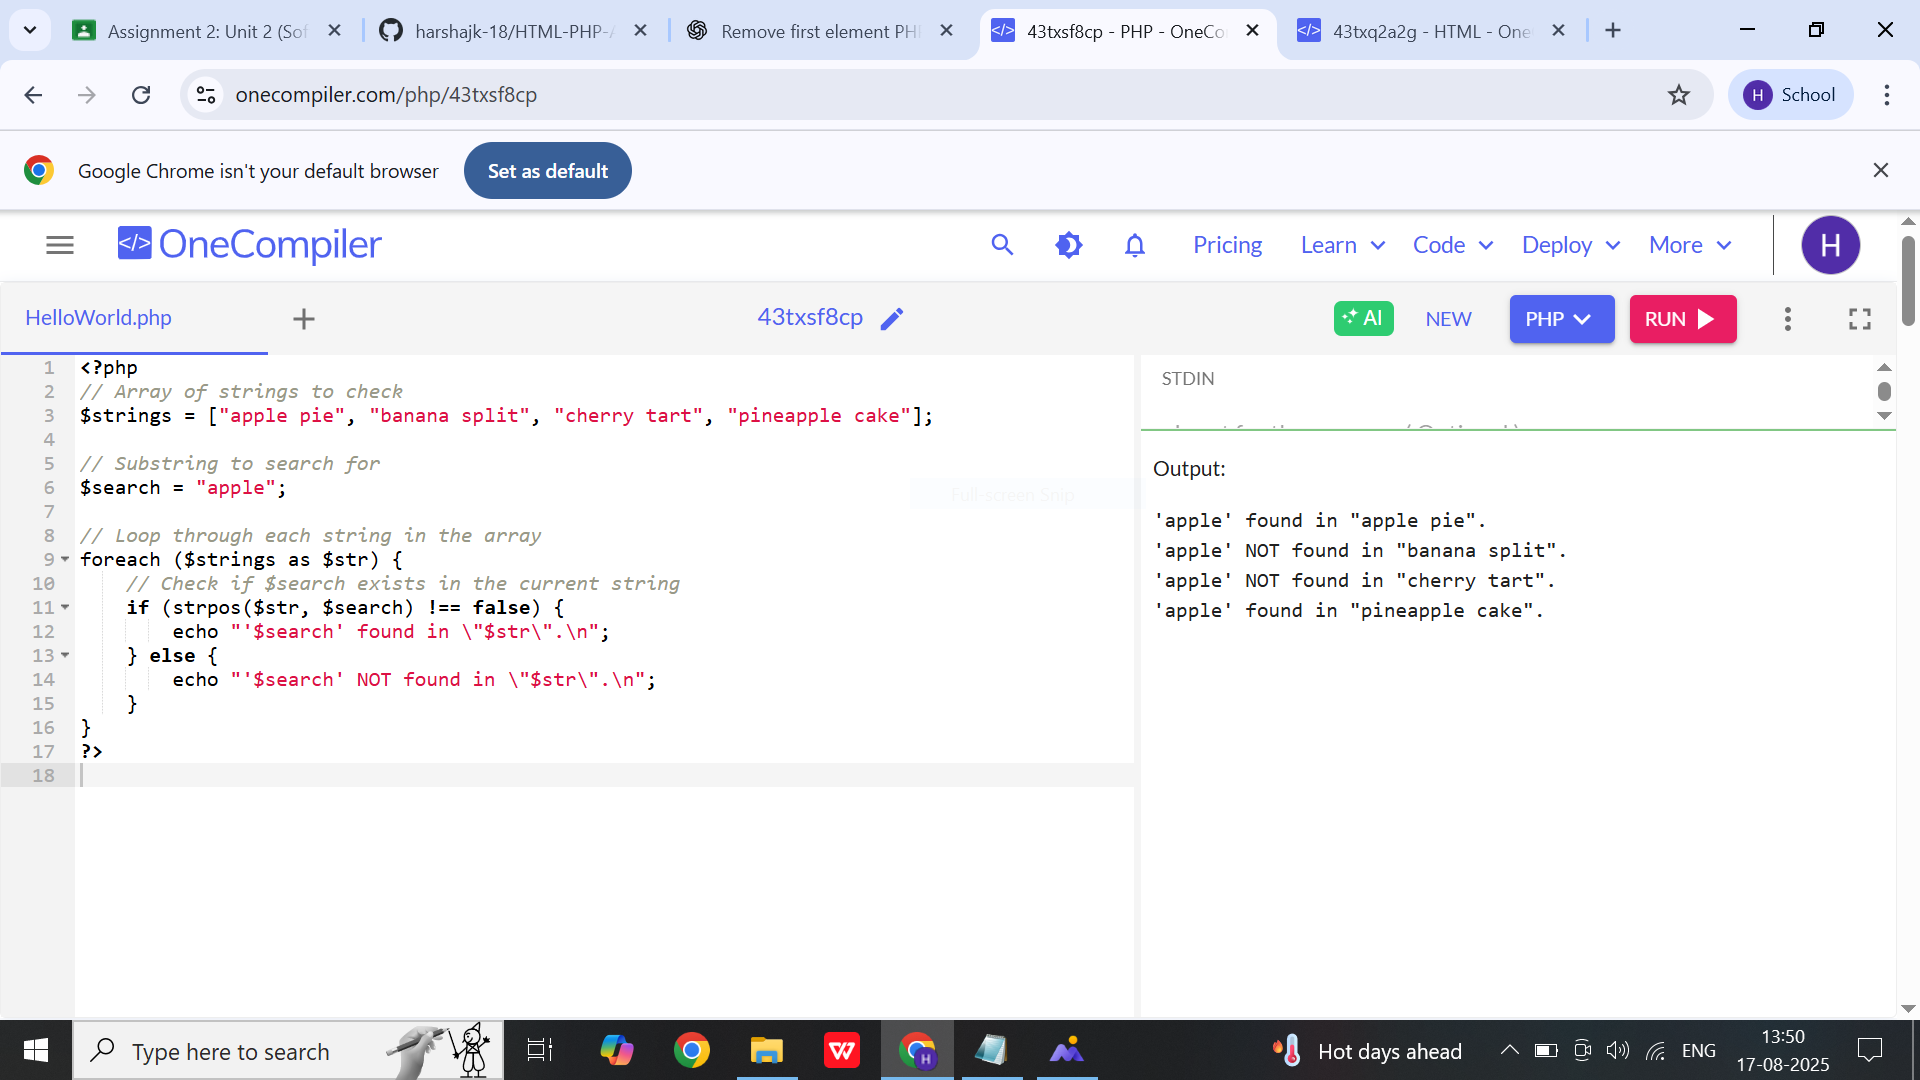 Assignment 2: Unit 2 (Sof
harshajk-18/HTML-PHP-A
Remove first element PH
43txsf8cp - PHP - OneCo
43txq2a2g - HTML - One
onecompiler.com/php/43txsf8cp
H School
Google Chrome isn't your default browser
Set as default
</> OneCompiler
Pricing
Learn
Code
Deploy
More
H
HelloWorld.php
43txsf8cp
AI
NEW
PHP
RUN
1 <?php
2 // Array of strings to check
3 $strings = ["apple pie", "banana split", "cherry tart", "pineapple cake"];
4
5 // Substring to search for
6 $search = "apple";
7
8 // Loop through each string in the array
9 foreach ($strings as $str) {
10 // Check if $search exists in the current string
11 if (strpos($str, $search) !== false) {
12 echo "'$search' found in \"$str\".\n";
13 } else {
14 echo "'$search' NOT found in \"$str\".\n";
15 }
16 }
17 ?>
18
Full-screen Snip
STDIN
Output:
'apple' found in "apple pie".
'apple' NOT found in "banana split".
'apple' NOT found in "cherry tart".
'apple' found in "pineapple cake".
Type here to search
W
H
Hot days ahead
ENG
13:50
17-08-2025